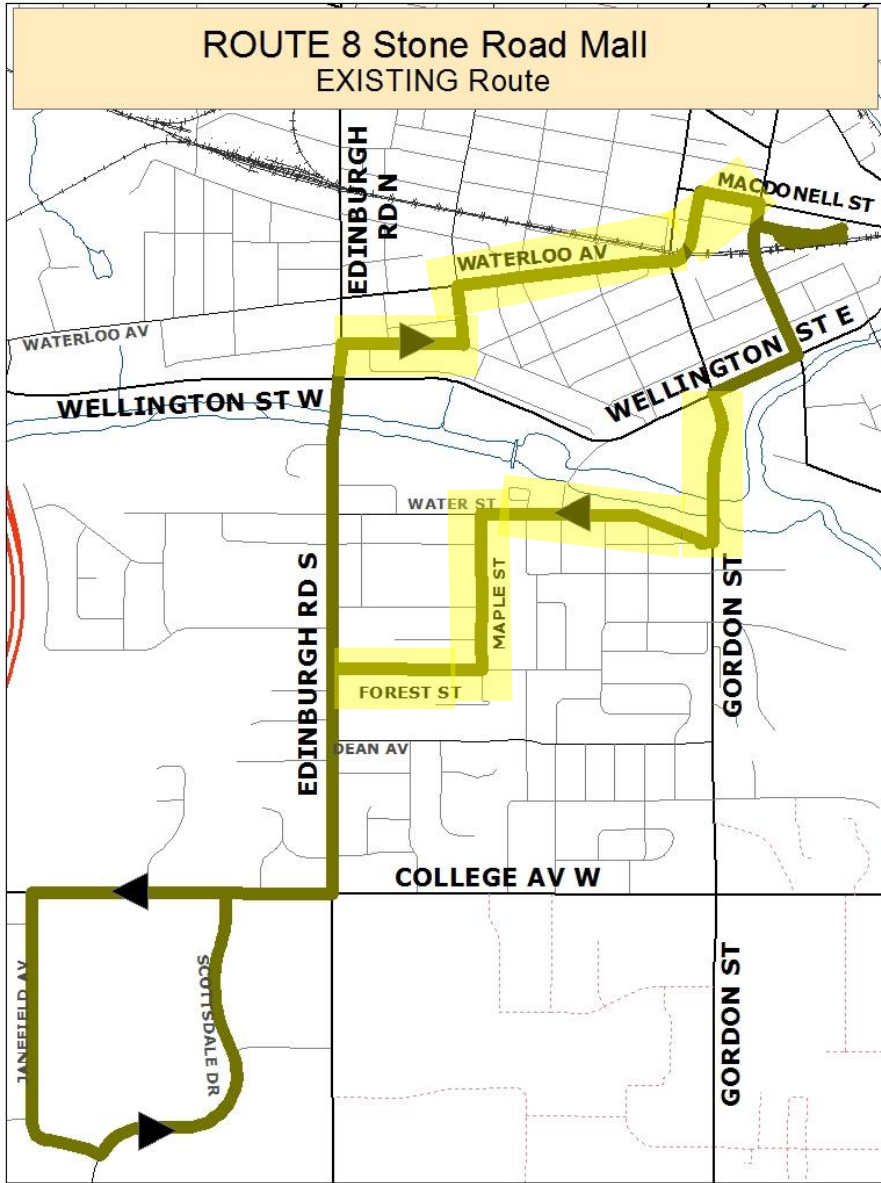 ROUTE 8 Stone Road Mall
EXISTING Route
EDINBURGH
RD N
MACDONELL ST
WATERLOO AV
WATERLOO AV
WELLINGTON ST E
WELLINGTON ST W
WATER ST
EDINBURGH RD S
MAPLE ST
GORDON ST
FOREST ST
DEAN AV
COLLEGE AV W
JANEFIELD AV
SCOTTSDALE DR
GORDON ST